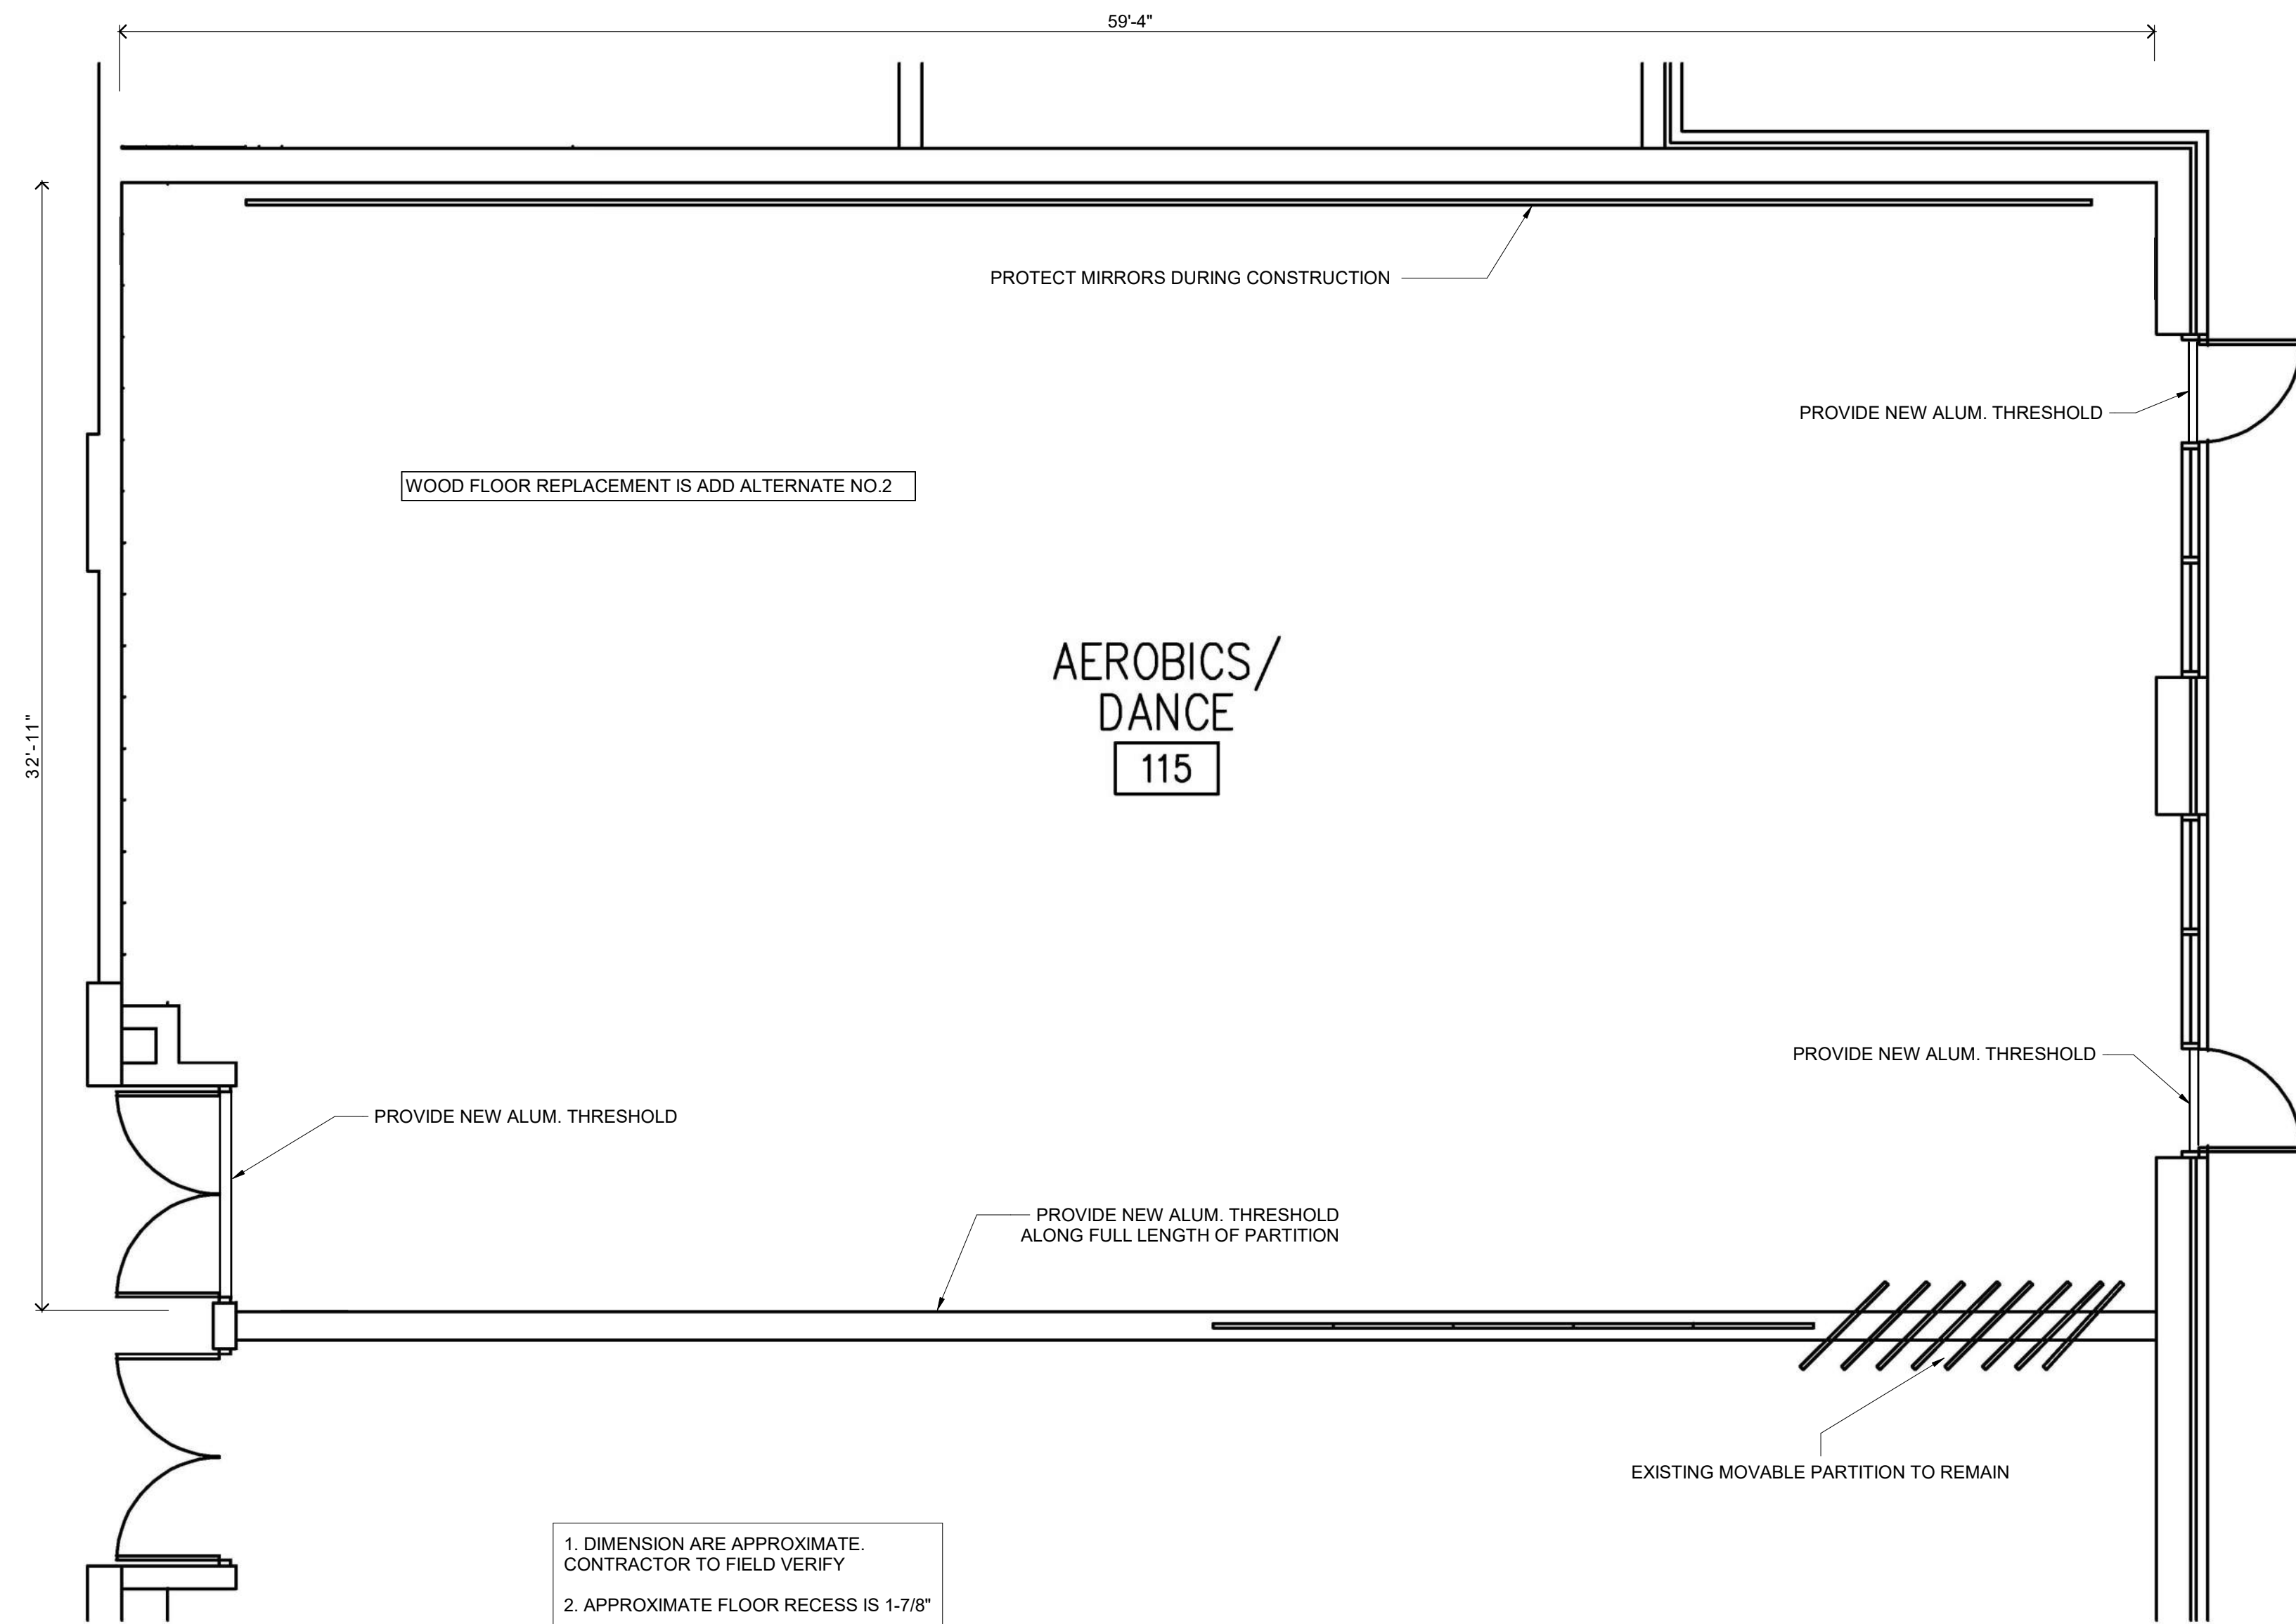 59'-4"
PROTECT MIRRORS DURING CONSTRUCTION
PROVIDE NEW ALUM. THRESHOLD
WOOD FLOOR REPLACEMENT IS ADD ALTERNATE NO.2
AEROBICS/
DANCE
115
32'-11"
PROVIDE NEW ALUM. THRESHOLD
PROVIDE NEW ALUM. THRESHOLD
PROVIDE NEW ALUM. THRESHOLD
ALONG FULL LENGTH OF PARTITION
EXISTING MOVABLE PARTITION TO REMAIN
1. DIMENSION ARE APPROXIMATE.
CONTRACTOR TO FIELD VERIFY
2. APPROXIMATE FLOOR RECESS IS 1-7/8"